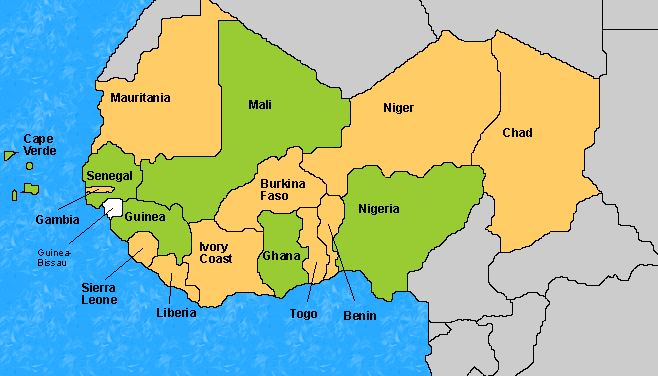 Mauritania
Mali
Niger
Chad
Cape
Verde
Senegal
Gambia
Guinea
Guinea-
Bissau
Burkina
Faso
Nigeria
Ivory
Coast
Ghana
Sierra
Leone
Liberia
Togo
Benin